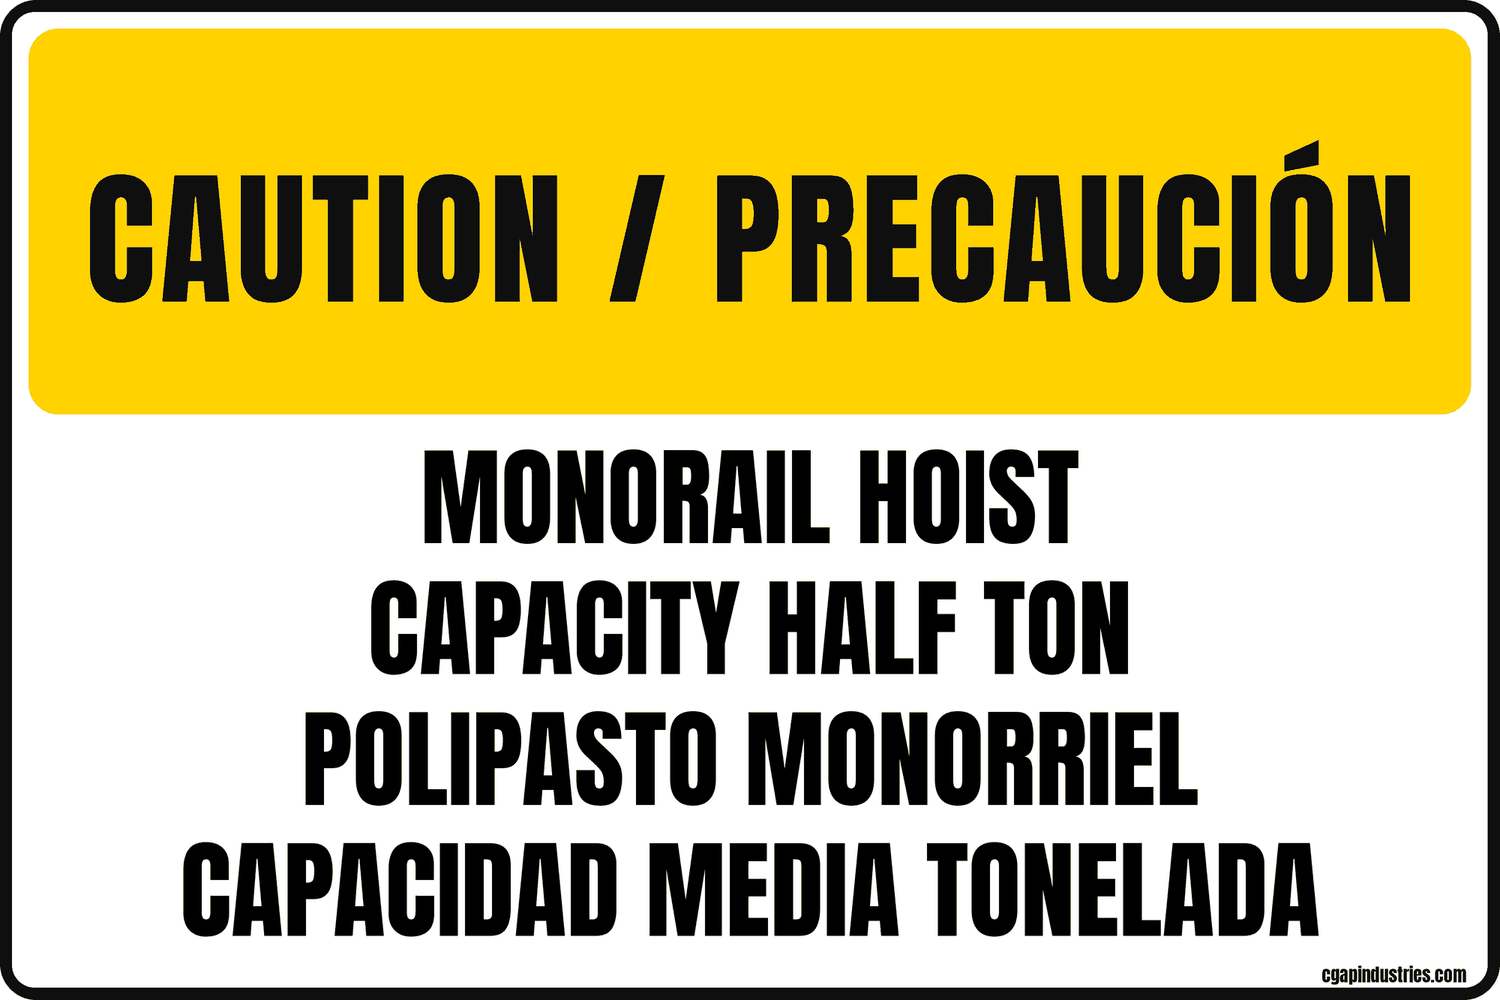 CAUTION / PRECAUCIÓN
MONORAIL HOIST
CAPACITY HALF TON
POLIPASTO MONORRIEL
CAPACIDAD MEDIA TONELADA
cgapindustries.com